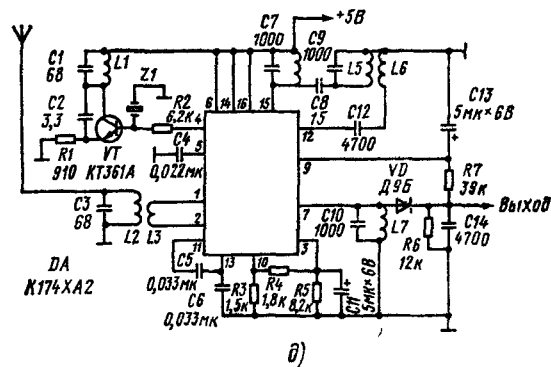 +5В
C7
1000
C9
1000
C1
68
L1
Z1
L5
L6
C8
15
C2
3,3
R2
6,2к
6
14
16
15
4
12
C12
4700
C13
5мк×6В
R1
910
VT
КТ361А
C4
0,022мк
5
9
R7
39к
VD
Д9Б
Выход
1
7
C3
68
L2
L3
2
C10
1000
L7
R6
12к
C14
4700
11
13
10
3
DA
К174ХА2
C5
0,033мк
C6
0,033мк
R3
1,5к
R4
1,8к
R5
8,2к
C11
5мк×6В
д)